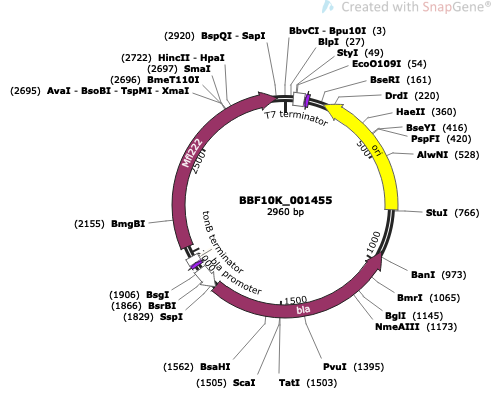 Created with SnapGene®
(2920) BspQI - SapI
BbvCI - Bpu10I (3)
BlpI (27)
StyI (49)
EcoO109I (54)
BseRI (161)
DrdI (220)
HaeII (360)
BseYI (416)
PspFI (420)
AlwNI (528)
StuI (766)
BanI (973)
BmrI (1065)
BglI (1145)
NmeAIII (1173)
PvuI (1395)
TatI (1503)
(1505) ScaI
(1562) BsaHI
(1829) SspI
(1866) BsrBI
(1906) BsgI
(2155) BmgBI
(2695) AvaI - BsoBI - TspMI - XmaI
(2696) BmeT110I
(2697) SmaI
(2722) HincII - HpaI
T7 terminator
ori
500
1000
1500
bla
bla promoter
tonB terminator
2500
Mfl222
BBF10K_001455
2960 bp